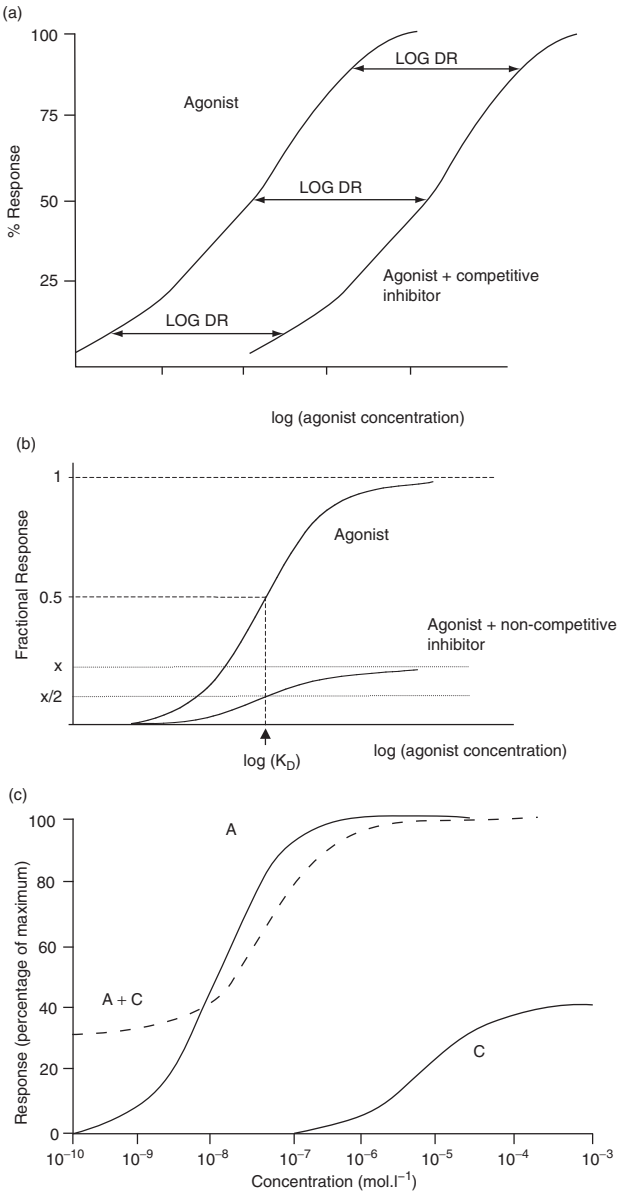 (a)
100
75
50
25
% Response
LOG DR
Agonist
LOG DR
LOG DR
Agonist + competitive
inhibitor
log (agonist concentration)
(b)
1
0.5
x
x/2
Fractional Response
Agonist
Agonist + non-competitive
inhibitor
log (K_D)
log (agonist concentration)
(c)
100
80
60
40
20
0
Response (percentage of maximum)
A
A + C
C
10⁻¹⁰ 10⁻⁹ 10⁻⁸ 10⁻⁷ 10⁻⁶ 10⁻⁵ 10⁻⁴ 10⁻³
Concentration (mol.l⁻¹)